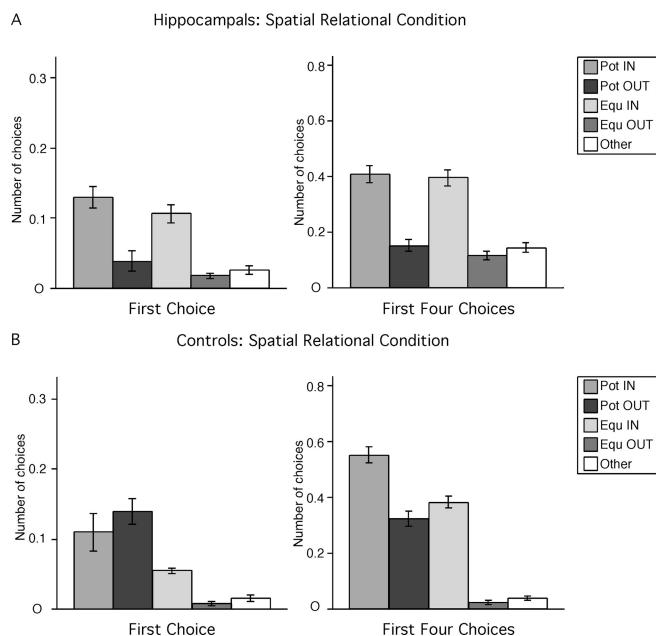 A
Hippocampals: Spatial Relational Condition
Number of choices
0.3
0.2
0.1
O
First Choice
Number of choices
0.8
0.6
0.4
0.2
0
First Four Choices
Pot IN
Pot OUT
Equ IN
Equ OUT
Other
B
Controls: Spatial Relational Condition
Number of choices
0.3
0.2
0.1
O
First Choice
Number of choices
0.8
0.6
0.4
0.2
O
First Four Choices
Pot IN
Pot OUT
Equ IN
Equ OUT
Other